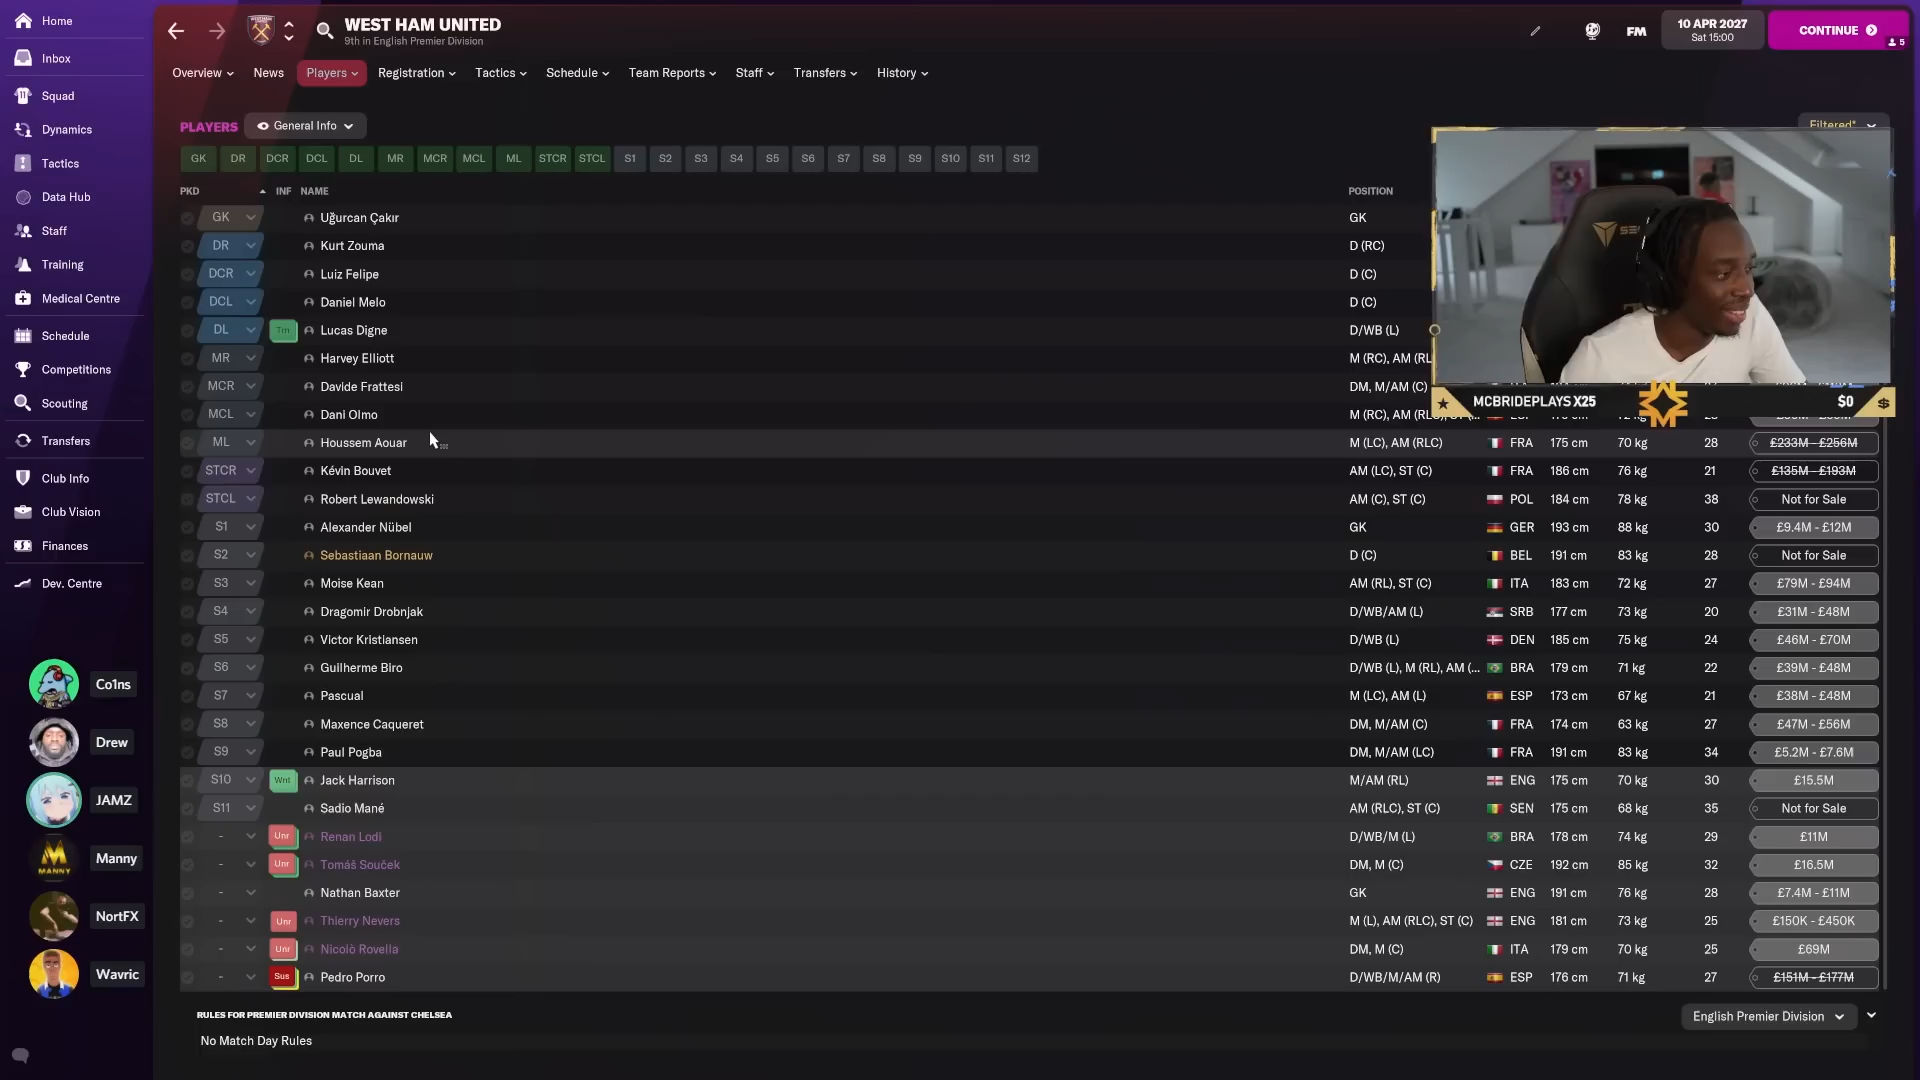 Home
Inbox
Squad
Dynamics
Tactics
Data Hub
Staff
Training
Medical Centre
Schedule
Competitions
Scouting
Transfers
Club Info
Club Vision
Finances
Dev. Centre
Co1ns
Drew
JAMZ
Manny
MANNY
NortFX
Wavric
WEST HAM UNITED
9th in English Premier Division
FM
10 APR 2027
Sat 15:00
CONTINUE
5
Overview News Players Registration Tactics Schedule Team Reports Staff Transfers History
PLAYERS General Info Filtered*
GK DR DCR DCL DL MR MCR MCL ML STCR STCL S1 S2 S3 S4 S5 S6 S7 S8 S9 S10 S11 S12
PKD INF NAME POSITION
GK Uğurcan Çakır GK
DR Kurt Zouma D (RC)
DCR Luiz Felipe D (C)
DCL Daniel Melo D (C)
DL Trn Lucas Digne D/WB (L)
MR Harvey Elliott M (RC), AM (RL
MCR Davide Frattesi DM, M/AM (C)
MCL Dani Olmo M (RC), AM (RL
MCBRIDEPLAYS X25 $0
ML Houssem Aouar M (LC), AM (RLC) FRA 175 cm 70 kg 28 £233M - £256M
STCR Kévin Bouvet AM (LC), ST (C) FRA 186 cm 76 kg 21 £135M - £193M
STCL Robert Lewandowski AM (C), ST (C) POL 184 cm 78 kg 38 Not for Sale
S1 Alexander Nübel GK GER 193 cm 88 kg 30 £9.4M - £12M
S2 Sebastiaan Bornauw D (C) BEL 191 cm 83 kg 28 Not for Sale
S3 Moise Kean AM (RL), ST (C) ITA 183 cm 72 kg 27 £79M - £94M
S4 Dragomir Drobnjak D/WB/AM (L) SRB 177 cm 73 kg 20 £31M - £48M
S5 Victor Kristiansen D/WB (L) DEN 185 cm 75 kg 24 £46M - £70M
S6 Guilherme Biro D/WB (L), M (RL), AM (... BRA 179 cm 71 kg 22 £39M - £48M
S7 Pascual M (LC), AM (L) ESP 173 cm 67 kg 21 £38M - £48M
S8 Maxence Caqueret DM, M/AM (C) FRA 174 cm 63 kg 27 £47M - £56M
S9 Paul Pogba DM, M/AM (LC) FRA 191 cm 83 kg 34 £5.2M - £7.6M
S10 Wnt Jack Harrison M/AM (RL) ENG 175 cm 70 kg 30 £15.5M
S11 Sadio Mané AM (RLC), ST (C) SEN 175 cm 68 kg 35 Not for Sale
- Unr Renan Lodi D/WB/M (L) BRA 178 cm 74 kg 29 £11M
- Unr Tomáš Souček DM, M (C) CZE 192 cm 85 kg 32 £16.5M
- Nathan Baxter GK ENG 191 cm 76 kg 28 £7.4M - £11M
- Unr Thierry Nevers M (L), AM (RLC), ST (C) ENG 181 cm 73 kg 25 £150K - £450K
- Unr Nicolò Rovella DM, M (C) ITA 179 cm 70 kg 25 £69M
- Sus Pedro Porro D/WB/M/AM (R) ESP 176 cm 71 kg 27 £151M - £177M
RULES FOR PREMIER DIVISION MATCH AGAINST CHELSEA
English Premier Division
No Match Day Rules